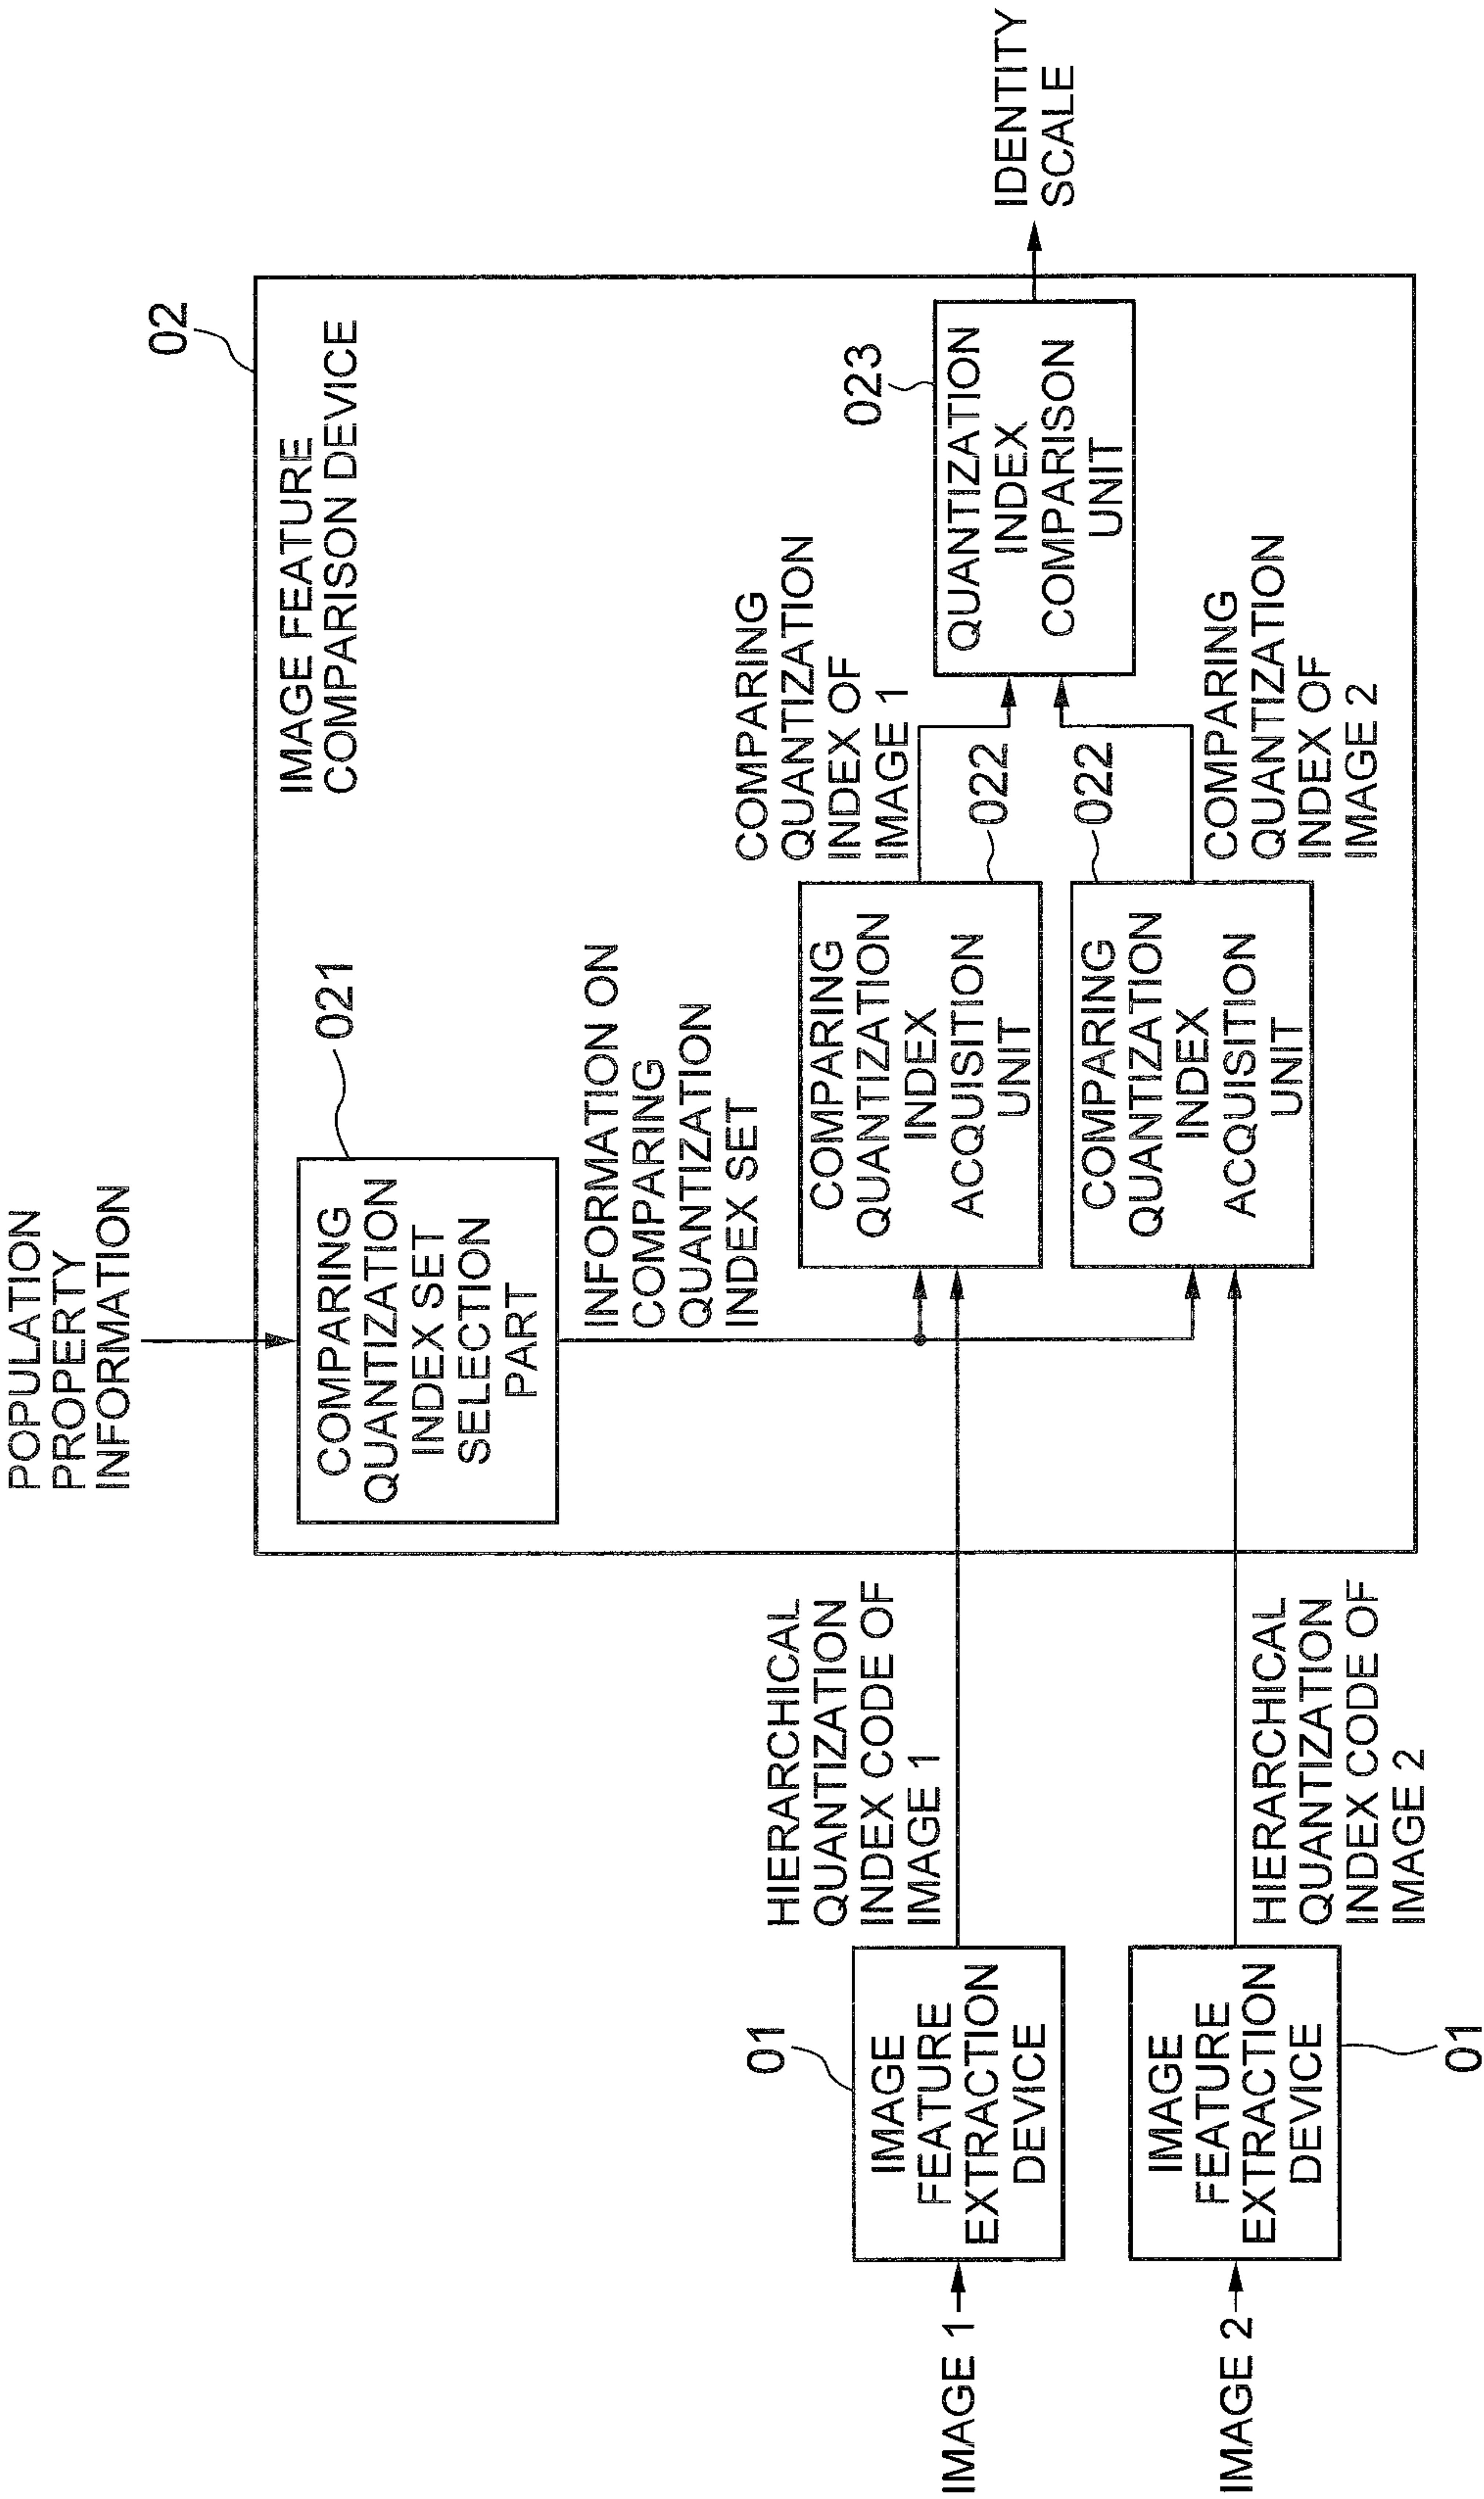 POPULATION
PROPERTY
INFORMATION
02
IMAGE FEATURE
COMPARISON DEVICE
021
COMPARING
QUANTIZATION
INDEX SET
SELECTION
PART
INFORMATION ON
COMPARING
QUANTIZATION
INDEX SET
IMAGE 1
01
IMAGE
FEATURE
EXTRACTION
DEVICE
HIERARCHICAL
QUANTIZATION
INDEX CODE OF
IMAGE 1
COMPARING
QUANTIZATION
INDEX
ACQUISITION
UNIT
022
COMPARING
QUANTIZATION
INDEX OF
IMAGE 1
023
QUANTIZATION
INDEX
COMPARISON
UNIT
IDENTITY
SCALE
IMAGE 2
IMAGE
FEATURE
EXTRACTION
DEVICE
01
HIERARCHICAL
QUANTIZATION
INDEX CODE OF
IMAGE 2
COMPARING
QUANTIZATION
INDEX
ACQUISITION
UNIT
022
COMPARING
QUANTIZATION
INDEX OF
IMAGE 2